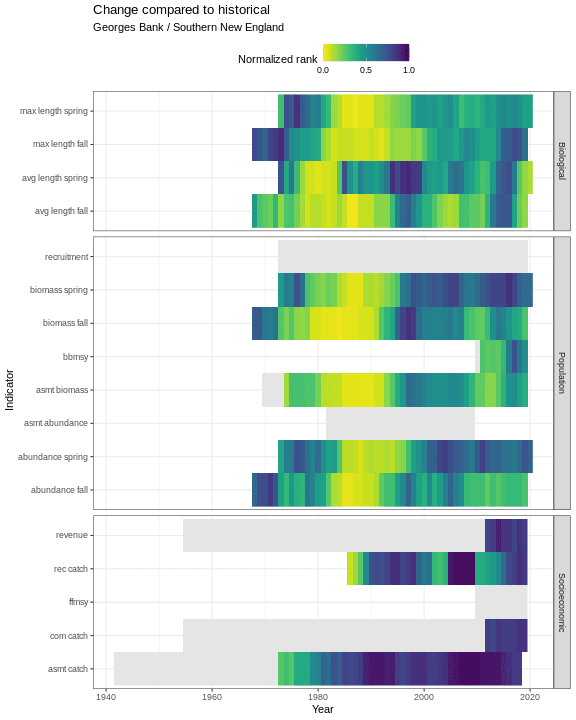 Change compared to historical
Georges Bank / Southern New England
Normalized rank
0.0 0.5 1.0
max length spring
max length fall
avg length spring
avg length fall
Biological
recruitment
biomass spring
biomass fall
bbmsy
asmt biomass
asmt abundance
abundance spring
abundance fall
Population
revenue
rec catch
ffmsy
com catch
asmt catch
Socioeconomic
Indicator
1940 1960 1980 2000 2020
Year